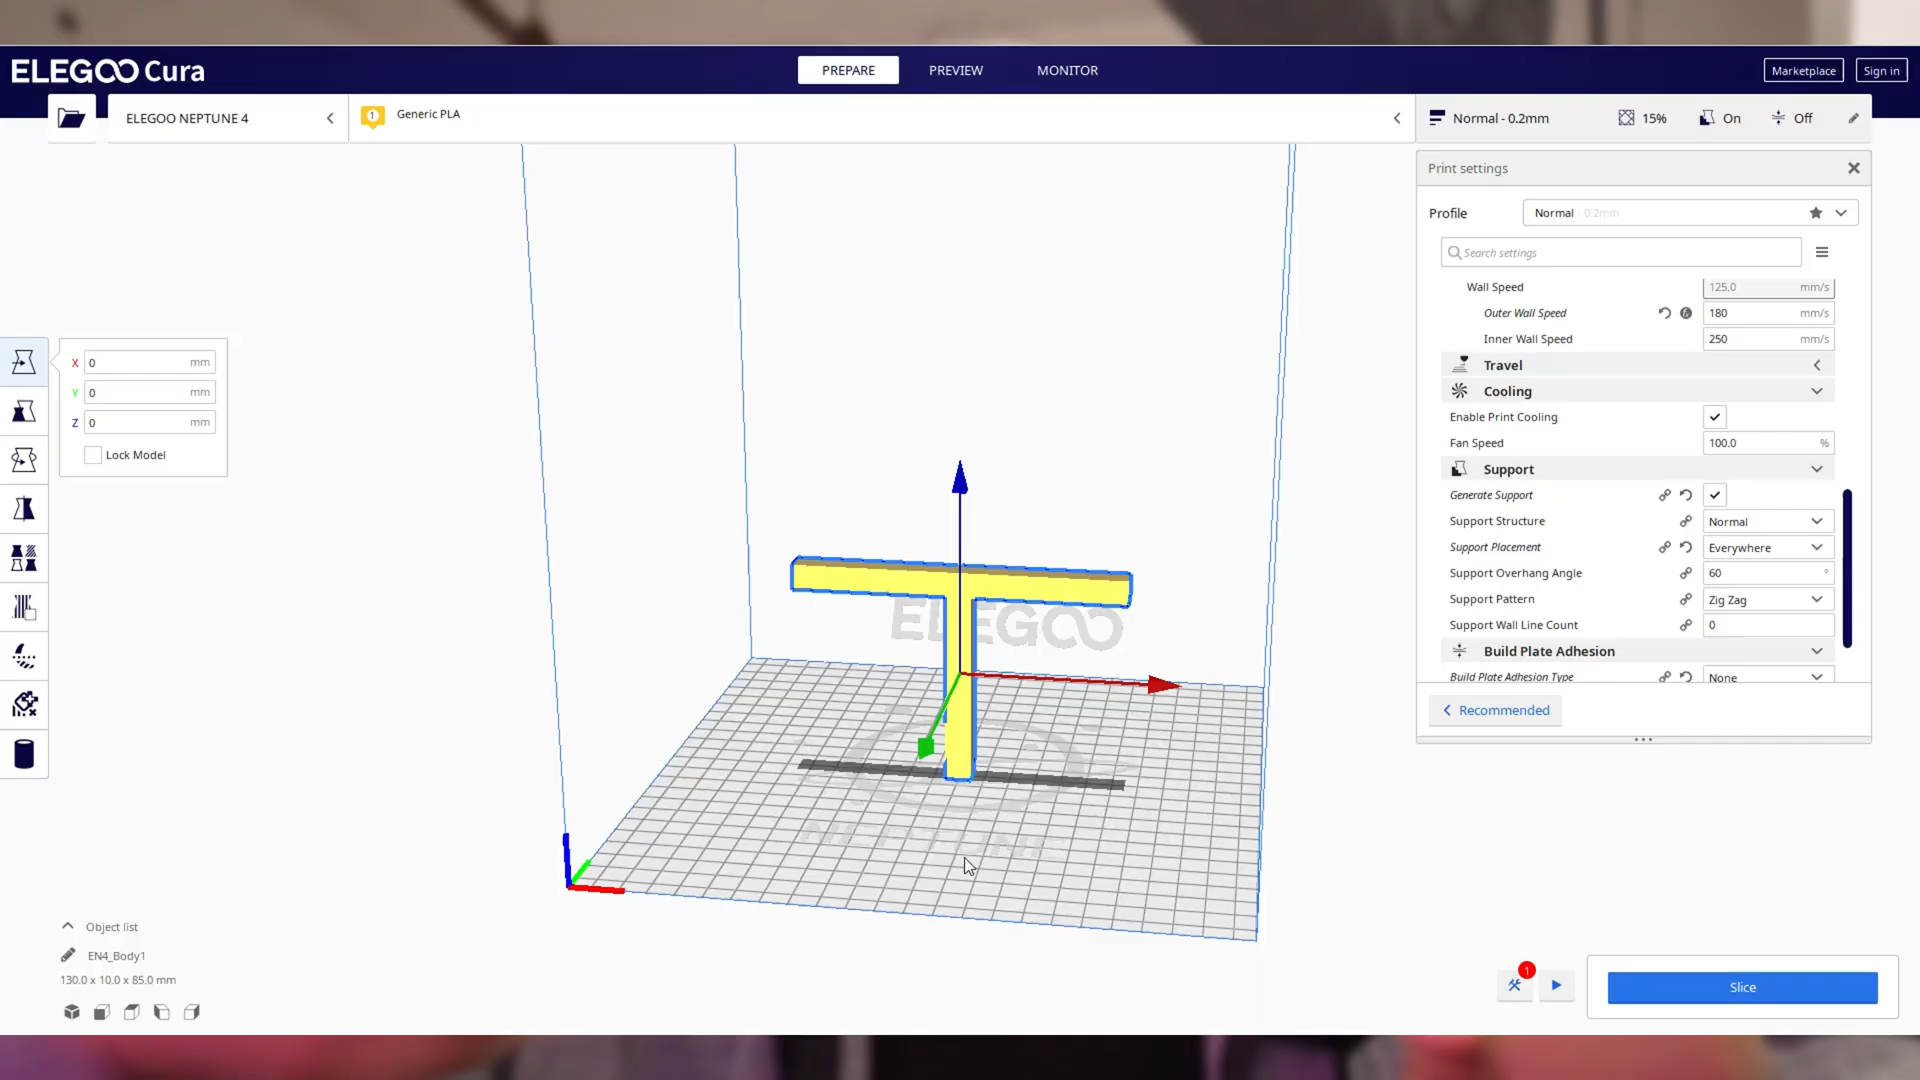 ELEGOO Cura
PREPARE
PREVIEW
MONITOR
Marketplace
Sign in
ELEGOO NEPTUNE 4
1
Generic PLA
Normal - 0.2mm
15%
On
Off
Print settings
Profile
Normal - 0.2mm
Search settings
Wall Speed 125.0 mm/s
Outer Wall Speed 180 mm/s
Inner Wall Speed 250 mm/s
Travel
Cooling
Enable Print Cooling
Fan Speed 100.0 %
Support
Generate Support
Support Structure Normal
Support Placement Everywhere
Support Overhang Angle 60 °
Support Pattern Zig Zag
Support Wall Line Count 0
Build Plate Adhesion
Build Plate Adhesion Type None
Recommended
X 0 mm
Y 0 mm
Z 0 mm
Lock Model
ELEGOO
NEPTUNE
Object list
EN4_Body1
130.0 x 10.0 x 85.0 mm
1
Slice